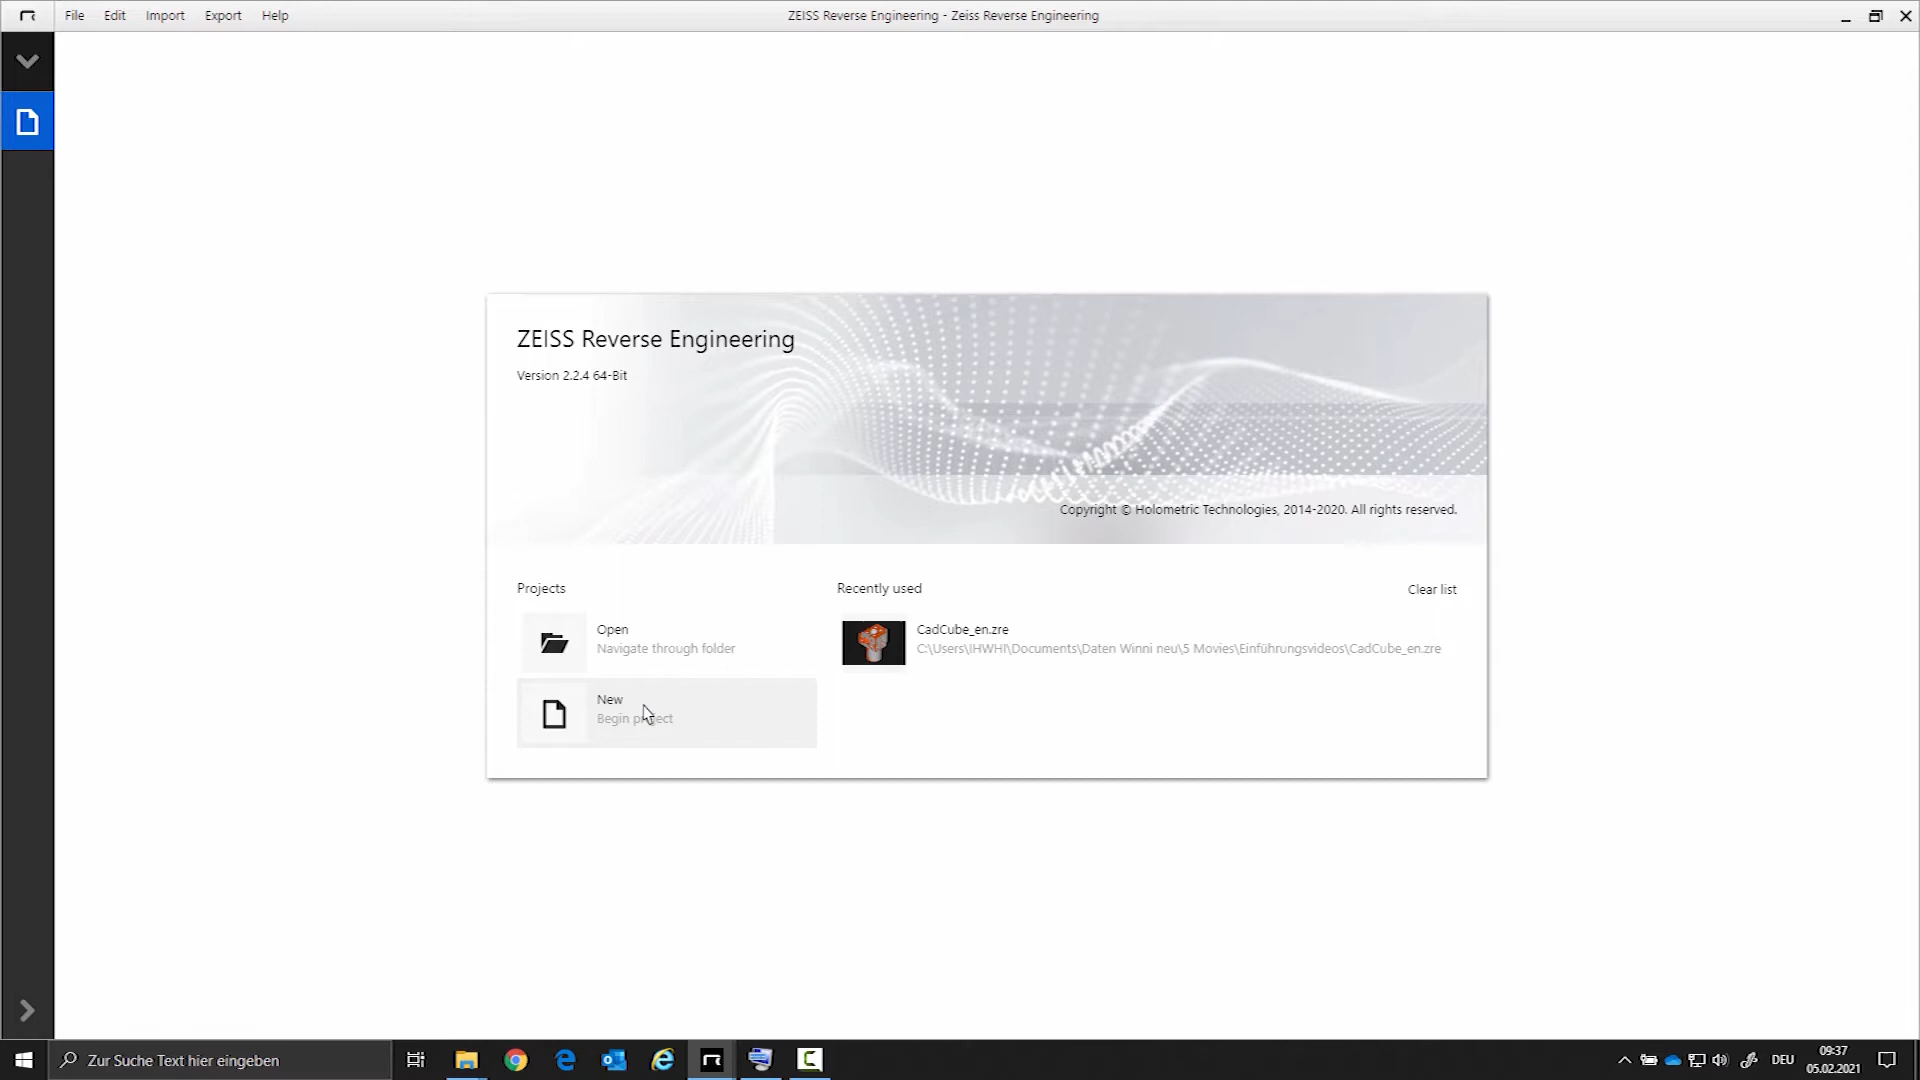 File Edit Import Export Help
ZEISS Reverse Engineering - Zeiss Reverse Engineering
ZEISS Reverse Engineering
Version 2.2.4 64-Bit
Copyright © Holometric Technologies, 2014-2020. All rights reserved.
Projects
Open
Navigate through folder
New
Begin project
Recently used
Clear list
CadCube_en.zre
C:\Users\IHWHI\Documents\Daten Winni neu\5 Movies\Einführungsvideos\CadCube_en.zre
Zur Suche Text hier eingeben
DEU
09:37
05.02.2021